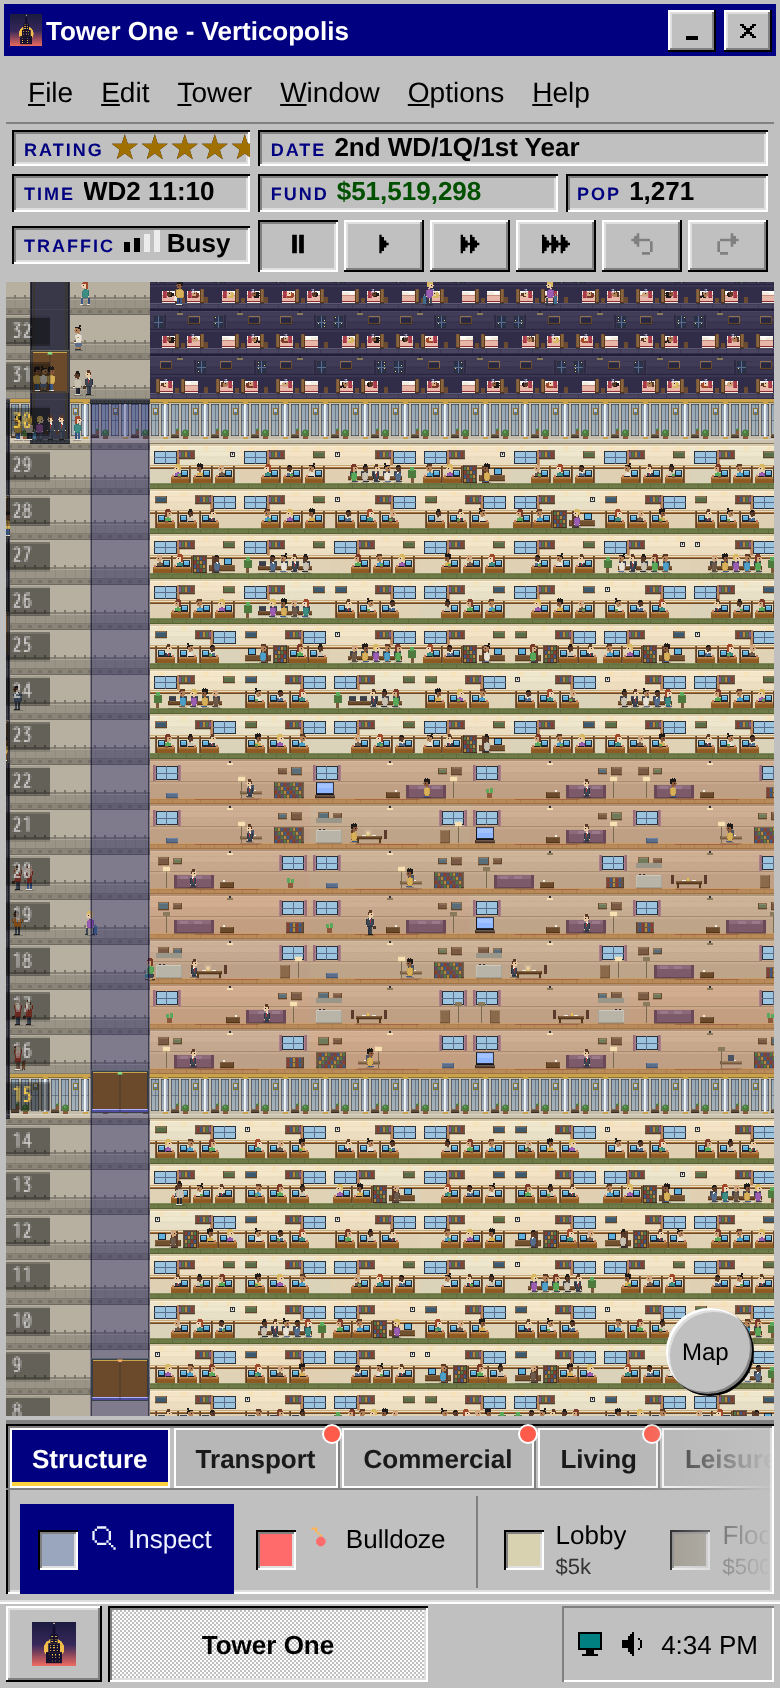 Tower One - Verticopolis
File Edit Tower Window Options Help
RATING
DATE 2nd WD/1Q/1st Year
TIME WD2 11:10
FUND $51,519,298
POP 1,271
TRAFFIC Busy
32
31
30
29
28
27
26
25
24
23
22
21
20
19
18
17
16
15
14
13
12
11
10
9
8
Map
Structure Transport Commercial Living Leisure
Inspect Bulldoze Lobby
$5k
Tower One
4:34 PM